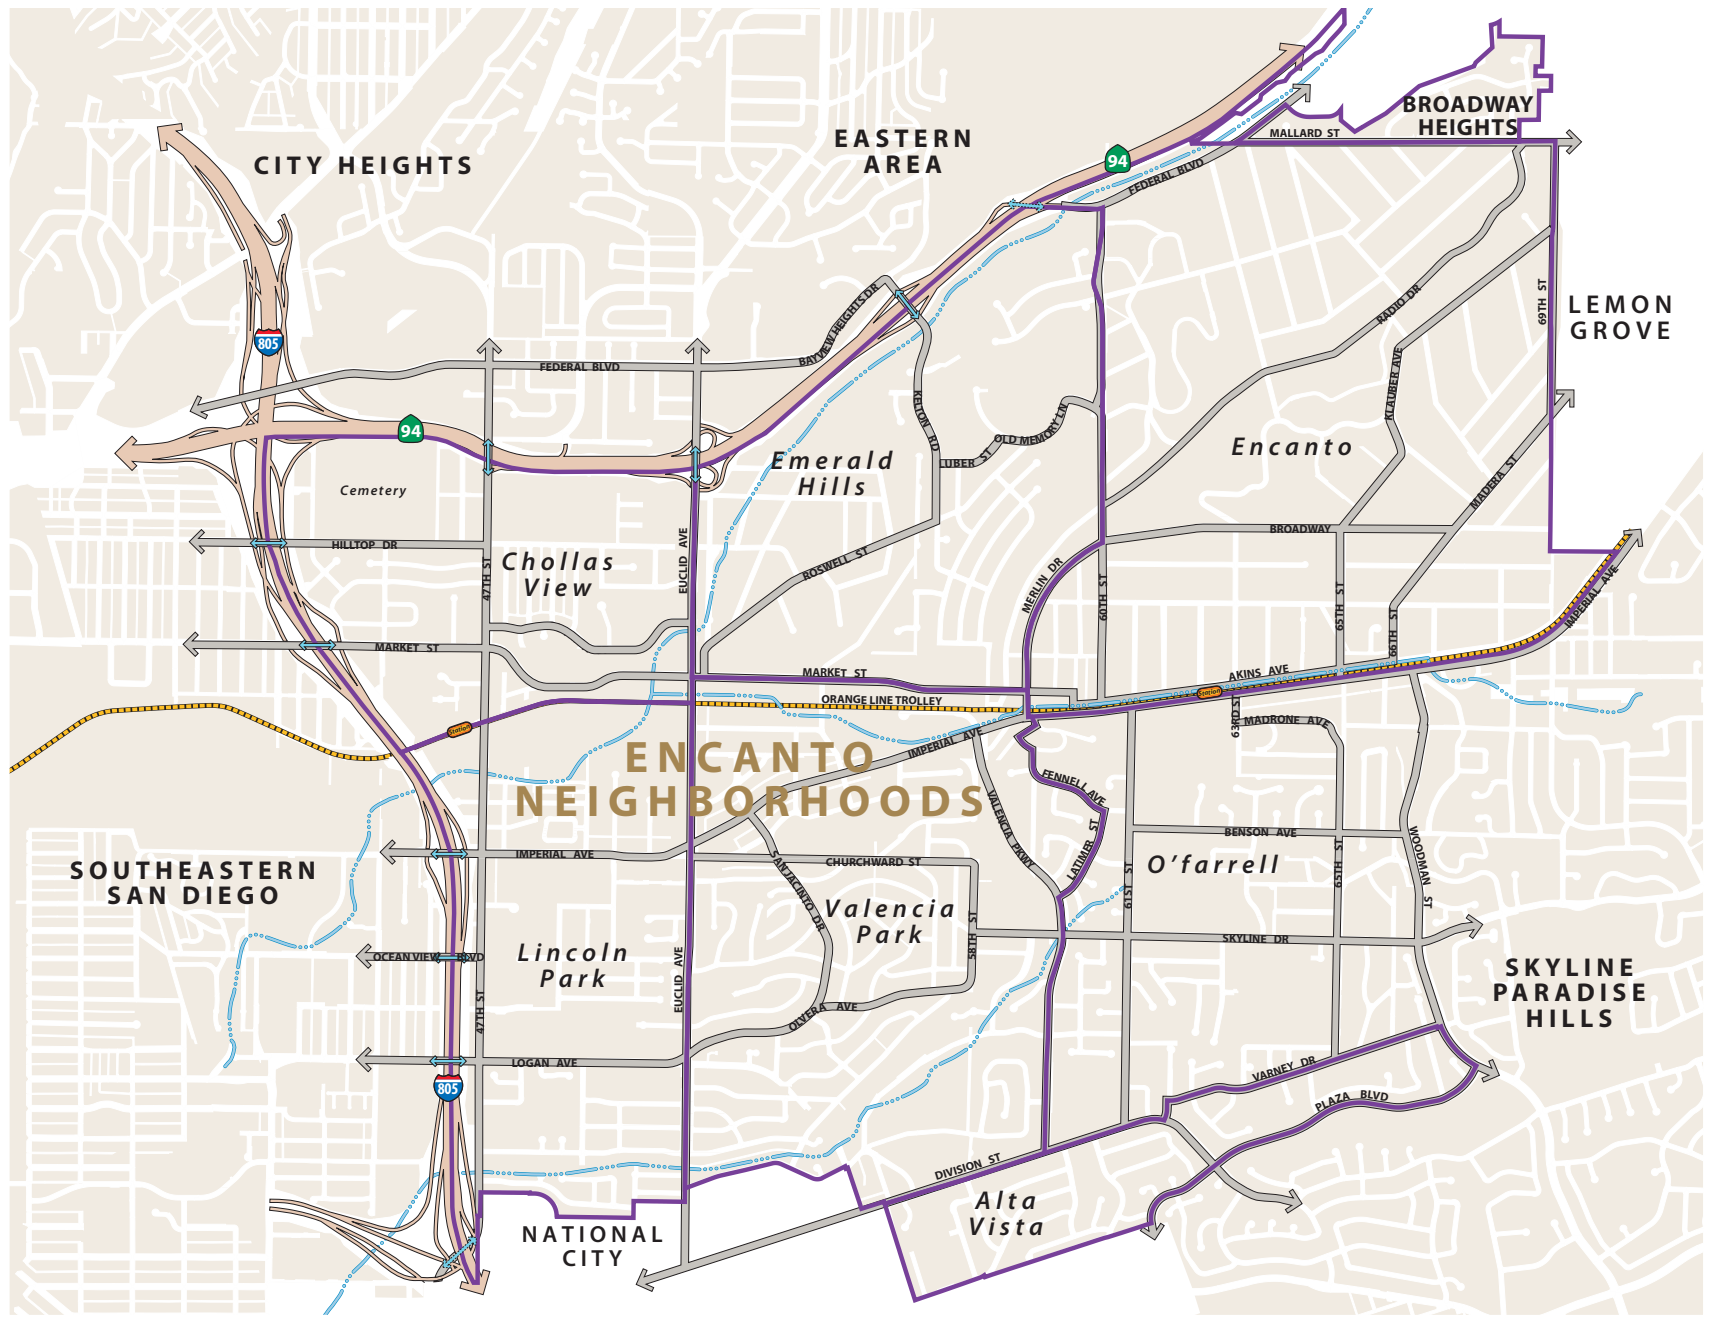 BROADWAY
HEIGHTS
MALLARD ST
EASTERN
AREA
CITY HEIGHTS
94
FEDERAL BLVD
69TH ST
LEMON
GROVE
RADIO DR
BAYVIEW HEIGHTS DR
805
FEDERAL BLVD
KLAUBER AVE
KELTON RD
OLD MEMORY LN
94
LUBER ST
Encanto
Emerald
Hills
Cemetery
MADERA ST
BROADWAY
HILLTOP DR
EUCLID AVE
47TH ST
Chollas
View
ROSWELL ST
MERLIN DR
60TH ST
65TH ST
66TH ST
IMPERIAL AVE
MARKET ST
MARKET ST
AKINS AVE
ORANGE LINE TROLLEY
Station
Station
63RD ST
MADRONE AVE
IMPERIAL AVE
ENCANTO
NEIGHBORHOODS
FENNELL AVE
VALENCIA PKWY
LATIMER ST
BENSON AVE
WOODMAN ST
IMPERIAL AVE
SAN JACINTO DR
CHURCHWARD ST
61ST ST
O'farrell
65TH ST
SOUTHEASTERN
SAN DIEGO
Valencia
Park
58TH ST
SKYLINE DR
Lincoln
Park
OCEAN VIEW BLVD
EUCLID AVE
47TH ST
OLVERA AVE
SKYLINE
PARADISE
HILLS
LOGAN AVE
VARNEY DR
805
PLAZA BLVD
DIVISION ST
Alta
Vista
NATIONAL
CITY